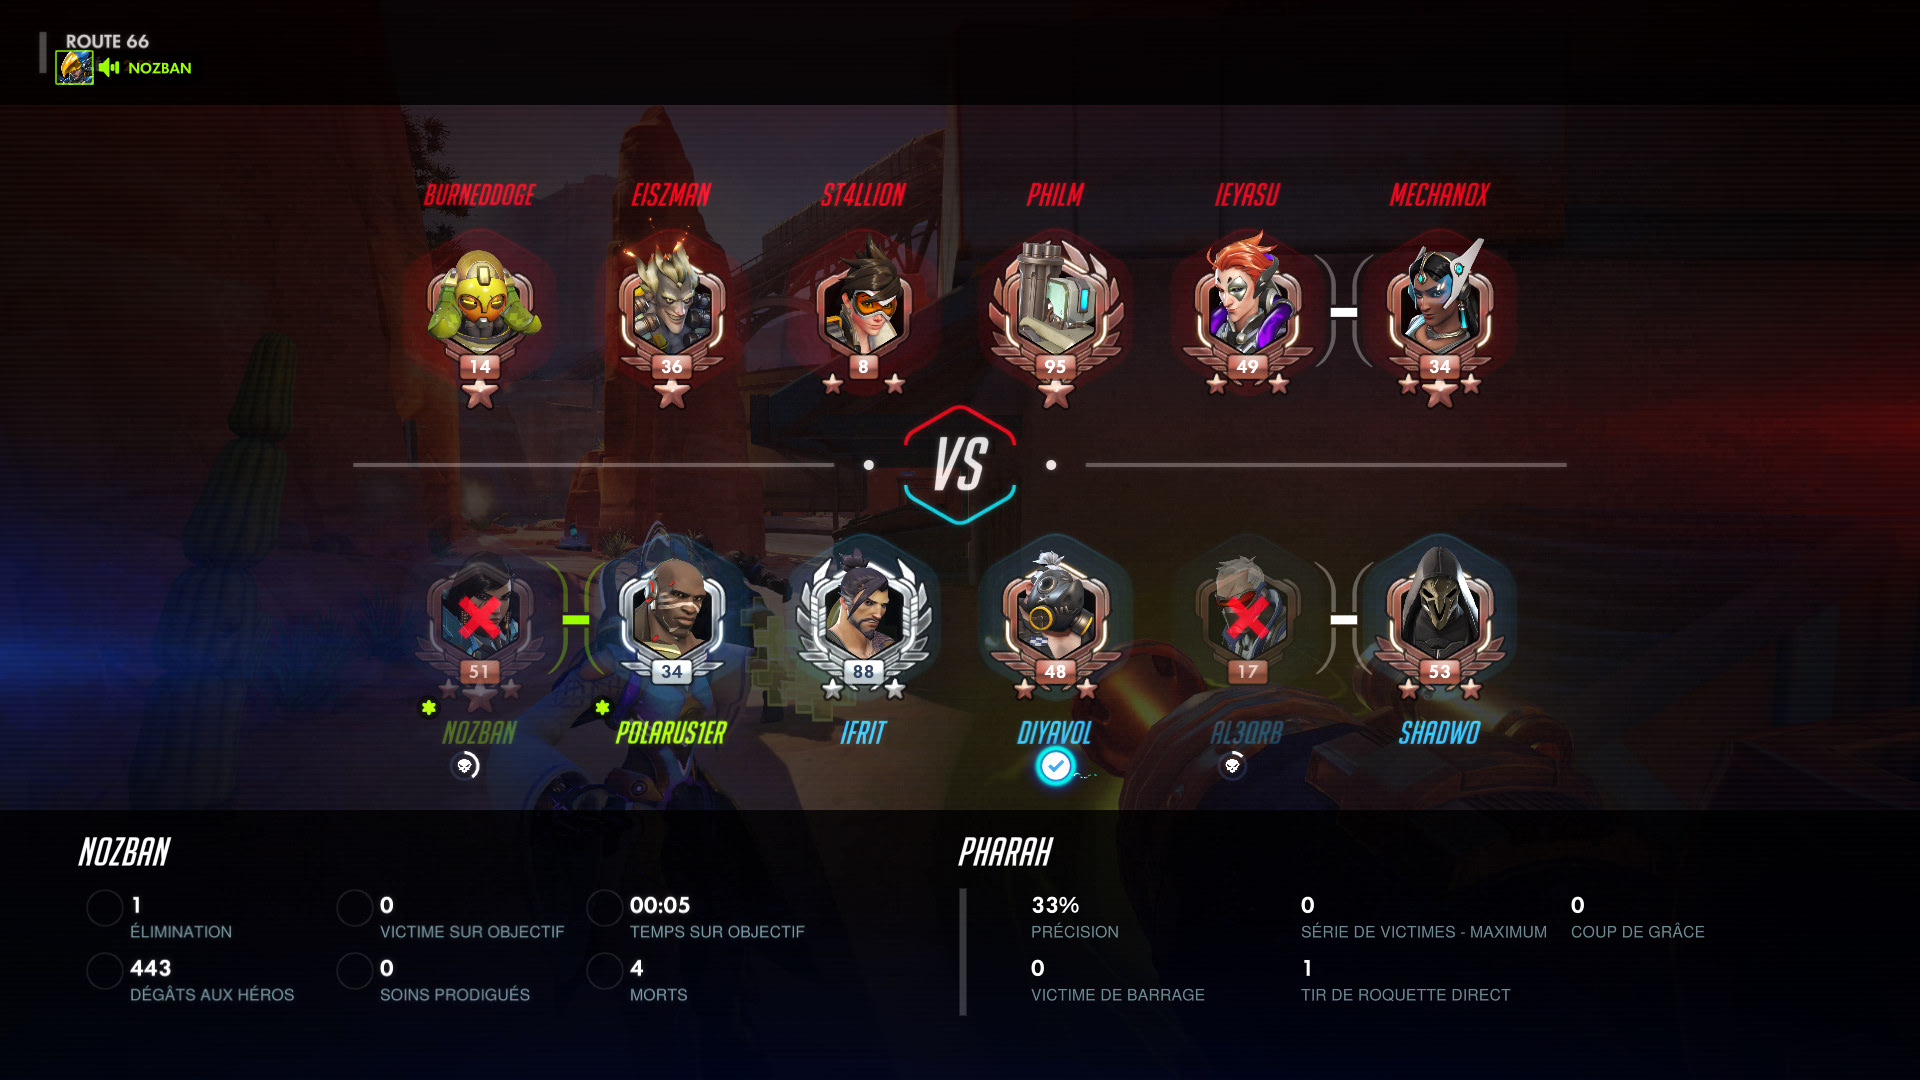 ROUTE 66
NOZBAN
BURNEDDOGE EISZMAN ST4LLION PHILM IEYASU MECHANOX
14 36 8 95 49 34
VS
51 34 88 48 17 53
NOZBAN POLARUS1ER IFRIT DIYAVOL AL3QRB SHADWO
NOZBAN PHARAH
1 0 00:05 33% 0 0
ÉLIMINATION VICTIME SUR OBJECTIF TEMPS SUR OBJECTIF PRÉCISION SÉRIE DE VICTIMES - MAXIMUM COUP DE GRÂCE
443 0 4 0 1
DÉGÂTS AUX HÉROS SOINS PRODIGUÉS MORTS VICTIME DE BARRAGE TIR DE ROQUETTE DIRECT